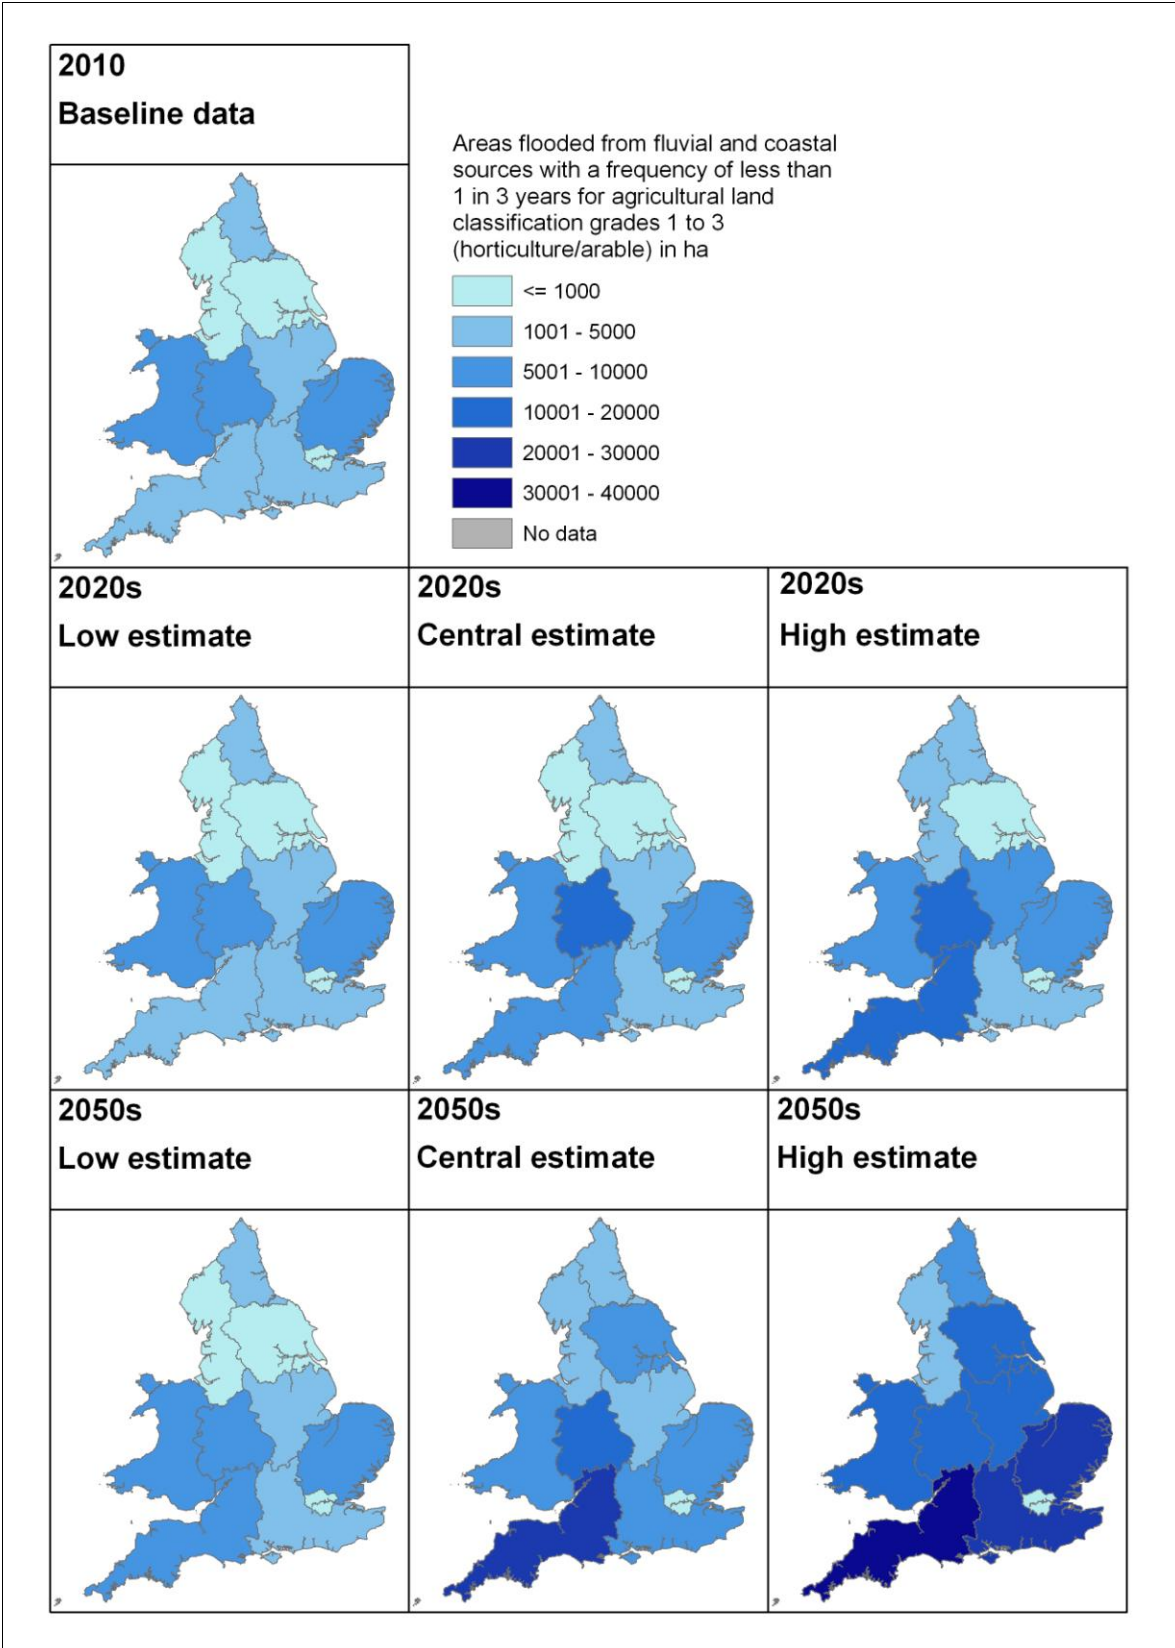 2010
Baseline data
Areas flooded from fluvial and coastal
sources with a frequency of less than
1 in 3 years for agricultural land
classification grades 1 to 3
(horticulture/arable) in ha
<= 1000
1001 - 5000
5001 - 10000
10001 - 20000
20001 - 30000
30001 - 40000
No data
2020s
Low estimate
2020s
Central estimate
2020s
High estimate
2050s
Low estimate
2050s
Central estimate
2050s
High estimate